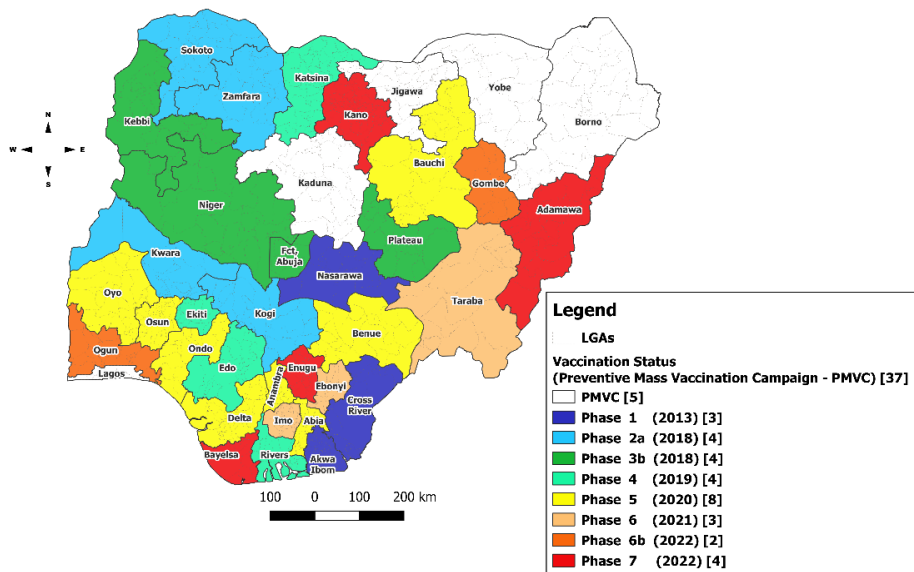 Sokoto
Katsina
Zamfara
Jigawa
Yobe
Borno
Kano
Kebbi
Bauchi
Kaduna
Gombe
Niger
Adamawa
Plateau
Fct,
Abuja
Kwara
Nasarawa
Taraba
Oyo
Ekiti
Kogi
Osun
Benue
Ogun
Ondo
Edo
Enugu
Lagos
Anambra
Ebonyi
Cross
River
Delta
Imo
Abia
Bayelsa
Rivers
Akwa
Ibom
N
W
E
S
100 0 100 200 km
Legend
LGAs
Vaccination Status
(Preventive Mass Vaccination Campaign - PMVC) [37]
PMVC [5]
Phase 1 (2013) [3]
Phase 2a (2018) [4]
Phase 3b (2018) [4]
Phase 4 (2019) [4]
Phase 5 (2020) [8]
Phase 6 (2021) [3]
Phase 6b (2022) [2]
Phase 7 (2022) [4]